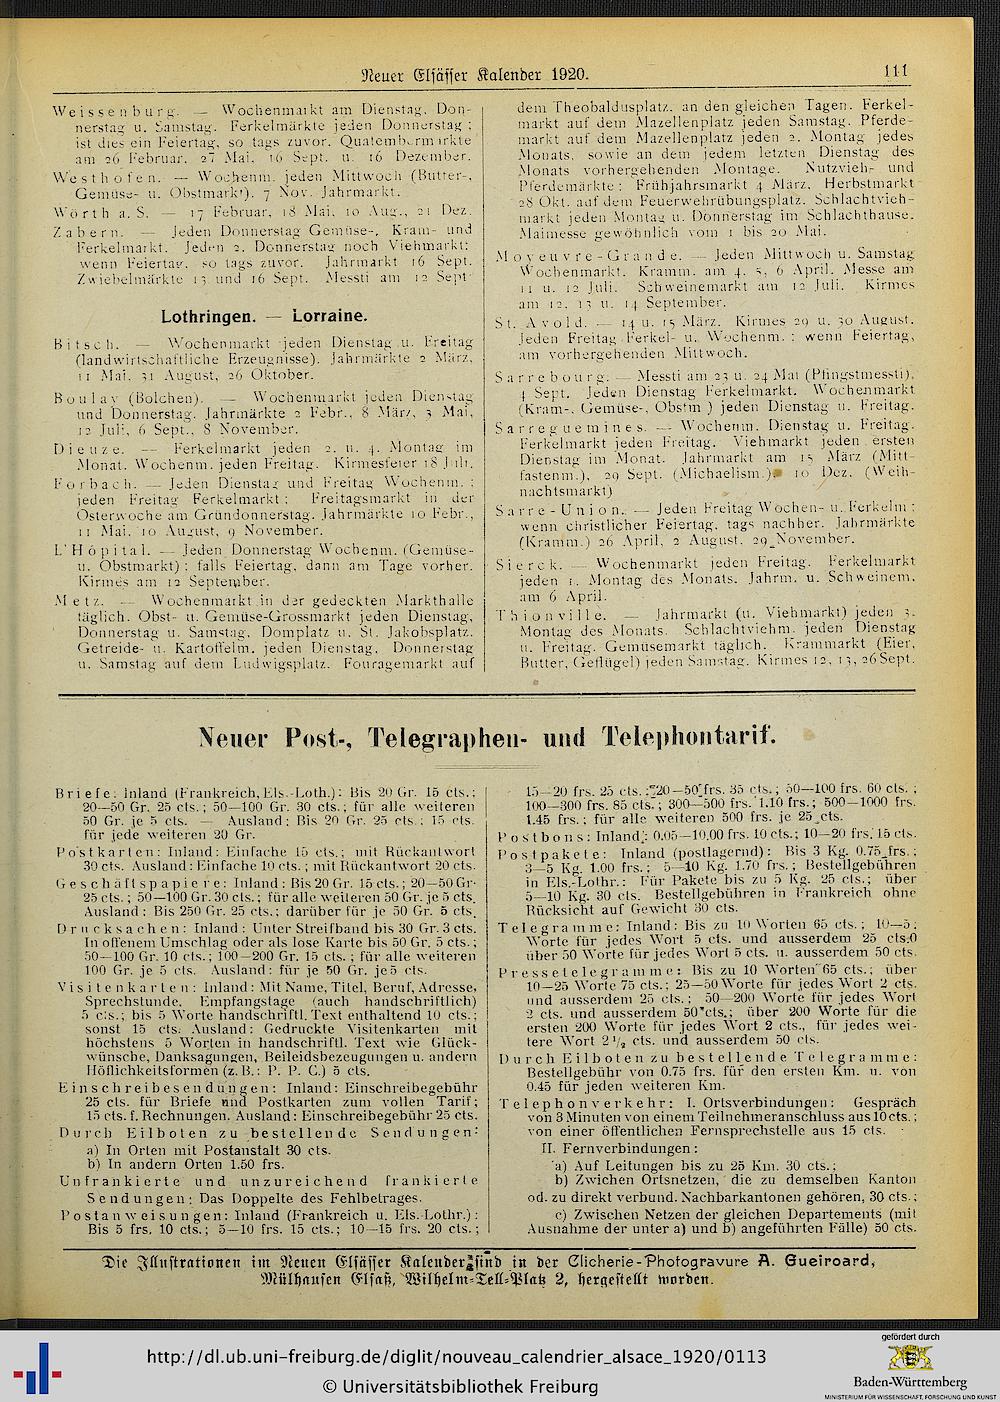 Neuer Elsässer Kalender 1920.
111
Weissenburg. — Wochenmarkt am Dienstag, Don-
nerstag u. Samstag. Ferkelmärkte jeden Donnerstag ;
ist dies ein Feiertag, so tags zuvor. Quatembermärkte
am 26 Februar, 27 Mai, 16 Sept. u. 16 Dezember.
Westhofen. — Wochenm. jeden Mittwoch (Butter-,
Gemüse- u. Obstmarkt). 7 Nov. Jahrmarkt.
Wörth a. S. — 17 Februar, 18 Mai, 10 Aug., 21 Dez.
Zabern. — Jeden Donnerstag Gemüse-, Kram- und
Ferkelmarkt. Jeden 2. Donnerstag noch Viehmarkt;
wenn Feiertag, so tags zuvor. Jahrmarkt 16 Sept.
Zwiebelmärkte 13 und 16 Sept. Messti am 12 Sept.
Lothringen. — Lorraine.
Bitsch. — Wochenmarkt jeden Dienstag u. Freitag
(landwirtschaftliche Erzeugnisse). Jahrmärkte 2 März,
11 Mai, 31 August, 26 Oktober.
Boulay (Bolchen). — Wochenmarkt jeden Dienstag
und Donnerstag. Jahrmärkte 2 Febr., 8 März, 3 Mai,
12 Juli, 6 Sept., 8 November.
Dieuze. — Ferkelmarkt jeden 2. u. 4. Montag im
Monat. Wochenm. jeden Freitag. Kirmesfeier 18 Juli.
Forbach. — Jeden Dienstag und Freitag Wochenm. ;
jeden Freitag Ferkelmarkt ; Freitagsmarkt in der
Osterwoche am Gründonnerstag. Jahrmärkte 10 Febr.,
11 Mai, 10 August, 9 November.
L'Hôpital. — Jeden Donnerstag Wochenm. (Gemüse-
u. Obstmarkt) ; falls Feiertag, dann am Tage vorher.
Kirmes am 12 September.
Metz. — Wochenmarkt in der gedeckten Markthalle
täglich. Obst- u. Gemüse-Grossmarkt jeden Dienstag,
Donnerstag u. Samstag, Domplatz u. St. Jakobsplatz.
Getreide- u. Kartoffelm. jeden Dienstag, Donnerstag
u. Samstag auf dem Ludwigsplatz. Fouragemarkt auf
dem Theobaldusplatz, an den gleichen Tagen. Ferkel-
markt auf dem Mazellenplatz jeden Samstag. Pferde-
markt auf dem Mazellenplatz jeden 2. Montag jedes
Monats, sowie an dem jedem letzten Dienstag des
Monats vorhergehenden Montage. Nutzvieh- und
Pferdemärkte : Frühjahrsmarkt 4 März, Herbstmarkt
28 Okt. auf dem Feuerwehrübungsplatz. Schlachtvieh-
markt jeden Montag u. Donnerstag im Schlachthause.
Maimesse gewöhnlich vom 1 bis 20 Mai.
Moyeuvre-Grande. — Jeden Mittwoch u. Samstag
Wochenmarkt. Kramm. am 4, 5, 6 April. Messe am
11 u. 12 Juli. Schweinemarkt am 12 Juli. Kirmes
am 12, 13 u. 14 September.
St. Avold. — 14 u. 15 März. Kirmes 29 u. 30 August.
Jeden Freitag Ferkel- u. Wochenm. ; wenn Feiertag,
am vorhergehenden Mittwoch.
Sarrebourg. — Messti am 23 u. 24 Mai (Pfingstmessti),
4 Sept. Jeden Dienstag Ferkelmarkt. Wochenmarkt
(Kram-, Gemüse-, Obstm ) jeden Dienstag u. Freitag.
Sarreguemines. — Wochenm. Dienstag u. Freitag.
Ferkelmarkt jeden Freitag. Viehmarkt jeden ersten
Dienstag im Monat. Jahrmarkt am 15 März (Mitt-
fastenm.), 29 Sept. (Michaelism.), 10 Dez. (Weih-
nachtsmarkt)
Sarre-Union. — Jeden Freitag Wochen- u. Ferkelm ;
wenn christlicher Feiertag, tags nachher. Jahrmärkte
(Kramm.) 26 April, 2 August, 29 November.
Sierck. — Wochenmarkt jeden Freitag. Ferkelmarkt
jeden 1. Montag des Monats. Jahrm. u. Schweinem.
am 6 April.
Thionville. — Jahrmarkt (u. Viehmarkt) jeden 3.
Montag des Monats. Schlachtviehm. jeden Dienstag
u. Freitag. Gemüsemarkt täglich. Krammarkt (Eier,
Butter, Geflügel) jeden Samstag. Kirmes 12, 13, 26 Sept.
Neuer Post-, Telegraphen- und Telephontarif.
Briefe: Inland (Frankreich, Els.-Loth.): Bis 20 Gr. 15 cts.;
20—50 Gr. 25 cts.; 50—100 Gr. 30 cts.; für alle weiteren
50 Gr. je 5 cts. — Ausland: Bis 20 Gr. 25 cts.; 15 cts.
für jede weiteren 20 Gr.
Postkarten: Inland: Einfache 15 cts.; mit Rückantwort
30 cts. Ausland: Einfache 10 cts.; mit Rückantwort 20 cts.
Geschäftspapiere: Inland: Bis 20 Gr. 15 cts.; 20—50 Gr.
25 cts.; 50—100 Gr. 30 cts.; für alle weiteren 50 Gr. je 5 cts.
Ausland: Bis 250 Gr. 25 cts.; darüber für je 50 Gr. 5 cts.
Drucksachen: Inland: Unter Streifband bis 30 Gr. 3 cts.
In offenem Umschlag oder als lose Karte bis 50 Gr. 5 cts.;
50—100 Gr. 10 cts.; 100—200 Gr. 15 cts.; für alle weiteren
100 Gr. je 5 cts. Ausland: für je 50 Gr. je 5 cts.
Visitenkarten: Inland: Mit Name, Titel, Beruf, Adresse,
Sprechstunde, Empfangstage (auch handschriftlich)
5 cts.; bis 5 Worte handschriftl. Text enthaltend 10 cts.;
sonst 15 cts. Ausland: Gedruckte Visitenkarten mit
höchstens 5 Worten in handschriftl. Text wie Glück-
wünsche, Danksagungen, Beileidsbezeugungen u. andern
Höflichkeitsformen (z. B.: P. P. C.) 5 cts.
Einschreibesendungen: Inland: Einschreibegebühr
25 cts. für Briefe und Postkarten zum vollen Tarif;
15 cts. f. Rechnungen. Ausland: Einschreibegebühr 25 cts.
Durch Eilboten zu bestellende Sendungen:
a) In Orten mit Postanstalt 30 cts.
b) In andern Orten 1.50 frs.
Unfrankierte und unzureichend frankierte
Sendungen: Das Doppelte des Fehlbetrages.
Postanweisungen: Inland (Frankreich u. Els.-Lothr.):
Bis 5 frs. 10 cts.; 5—10 frs. 15 cts.; 10—15 frs. 20 cts.;
15—20 frs. 25 cts.; 20—50 frs. 35 cts.; 50—100 frs. 60 cts. ;
100—300 frs. 85 cts.; 300—500 frs. 1.10 frs.; 500—1000 frs.
1.45 frs.; für alle weiteren 500 frs. je 25 cts.
Postbons: Inland: 0.05—10.00 frs. 10 cts.; 10—20 frs. 15 cts.
Postpakete: Inland (postlagernd): Bis 3 Kg. 0.75 frs.;
3—5 Kg. 1.00 frs.; 5—10 Kg. 1.70 frs.; Bestellgebühren
in Els.-Lothr.: Für Pakete bis zu 5 Kg. 25 cts.; über
5—10 Kg. 30 cts. Bestellgebühren in Frankreich ohne
Rücksicht auf Gewicht 30 cts.
Telegramme: Inland: Bis zu 10 Worten 65 cts.; 10—5;
Worte für jedes Wort 5 cts. und ausserdem 25 cts.0
über 50 Worte für jedes Wort 5 cts. u. ausserdem 50 cts.
Pressetelegramme: Bis zu 10 Worten 65 cts.; über
10—25 Worte 75 cts.; 25—50 Worte für jedes Wort 2 cts.
und ausserdem 25 cts.; 50—200 Worte für jedes Wort
2 cts. und ausserdem 50 cts.; über 200 Worte für die
ersten 200 Worte für jedes Wort 2 cts., für jedes wei-
tere Wort 2 1/2 cts. und ausserdem 50 cts.
Durch Eilboten zu bestellende Telegramme:
Bestellgebühr von 0.75 frs. für den ersten Km. u. von
0.45 für jeden weiteren Km.
Telephonverkehr: I. Ortsverbindungen: Gespräch
von 3 Minuten von einem Teilnehmeranschluss aus 10 cts.;
von einer öffentlichen Fernsprechstelle aus 15 cts.
II. Fernverbindungen:
a) Auf Leitungen bis zu 25 Km. 30 cts.;
b) Zwichen Ortsnetzen, die zu demselben Kanton
od. zu direkt verbund. Nachbarkantonen gehören, 30 cts.;
c) Zwischen Netzen der gleichen Departements (mit
Ausnahme der unter a) und b) angeführten Fälle) 50 cts.
Die Illustrationen im Neuen Elsässer Kalender sind in der Clicherie-Photogravure A. Gueiroard,
Mülhausen Elsaß, Wilhelm-Tell-Platz 2, hergestellt worden.
http://dl.ub.uni-freiburg.de/diglit/nouveau_calendrier_alsace_1920/0113
© Universitätsbibliothek Freiburg
gefördert durch
Baden-Württemberg
MINISTERIUM FÜR WISSENSCHAFT, FORSCHUNG UND KUNST